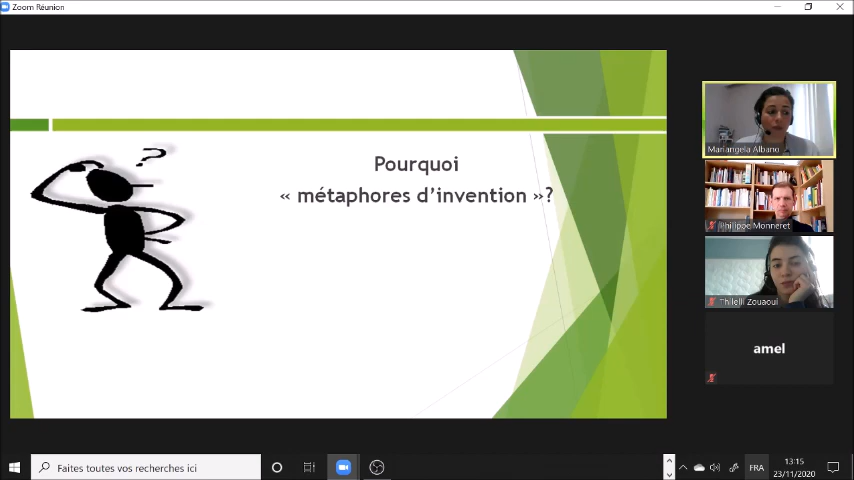 Zoom Réunion
?
Pourquoi
« métaphores d’invention »?
Mariangela Albano
Philippe Monneret
Thilelli Zouaoui
amel
Faites toutes vos recherches ici
FRA
13:15
23/11/2020